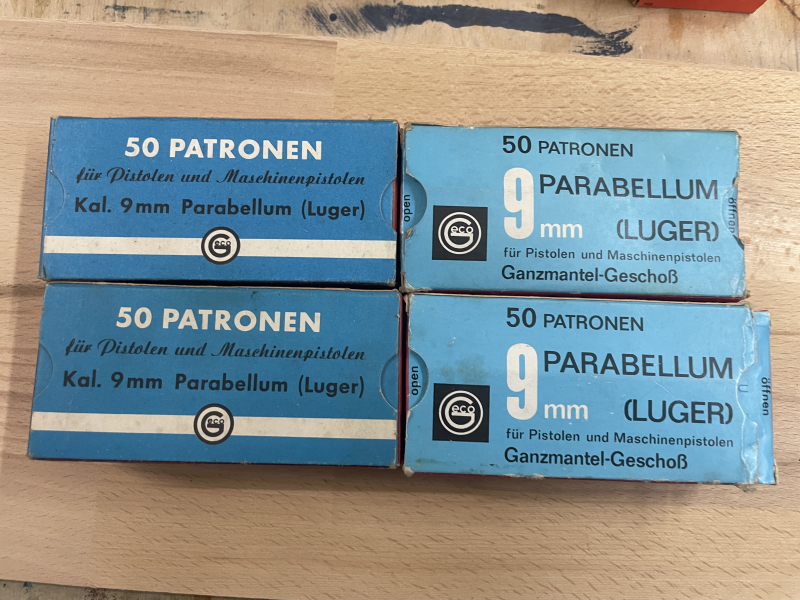 50 PATRONEN
für Pistolen und Maschinenpistolen
Kal. 9mm Parabellum (Luger)
Geco
50 PATRONEN
9 mm PARABELLUM
(LUGER)
für Pistolen und Maschinenpistolen
Ganzmantel-Geschoß
Geco
open
öffnen
50 PATRONEN
für Pistolen und Maschinenpistolen
Kal. 9mm Parabellum (Luger)
Geco
50 PATRONEN
9 mm PARABELLUM
(LUGER)
für Pistolen und Maschinenpistolen
Ganzmantel-Geschoß
Geco
open
öffnen